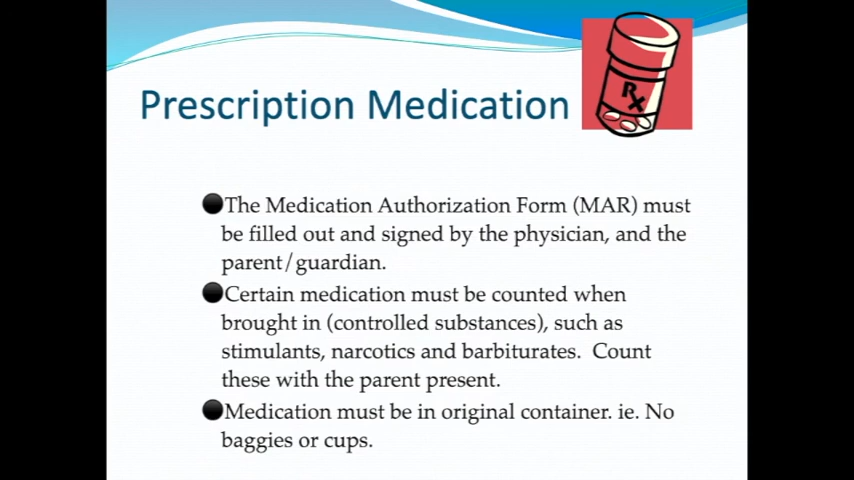 Prescription Medication
Rx
The Medication Authorization Form (MAR) must
be filled out and signed by the physician, and the
parent/guardian.
Certain medication must be counted when
brought in (controlled substances), such as
stimulants, narcotics and barbiturates.  Count
these with the parent present.
Medication must be in original container. ie. No
baggies or cups.